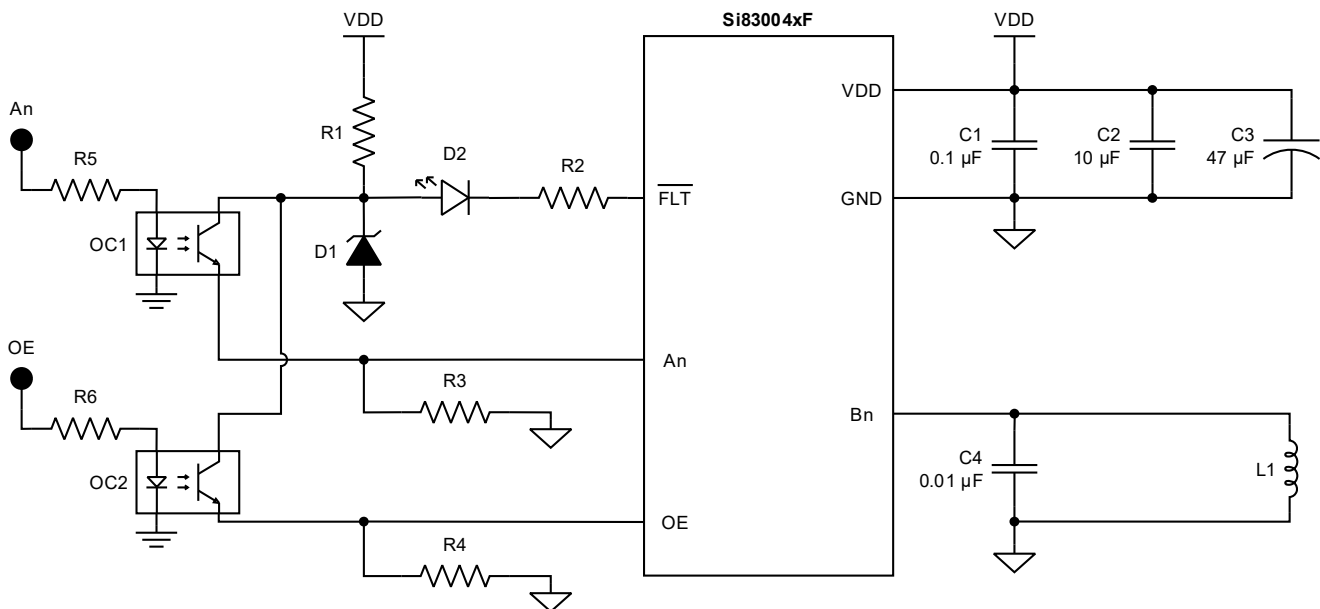 Si83004xF
VDD
VDD
An
R5
R1
D2
R2
OC1
D1
FLT
VDD
GND
C1
0.1 µF
C2
10 µF
C3
47 µF
OE
R6
R3
An
Bn
OC2
R4
OE
C4
0.01 µF
L1